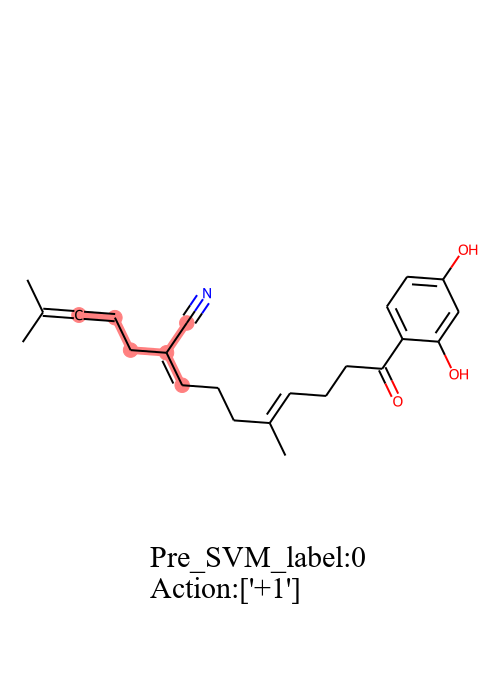 OH
N
C
OH
O
Pre_SVM_label:0
Action:['+1']